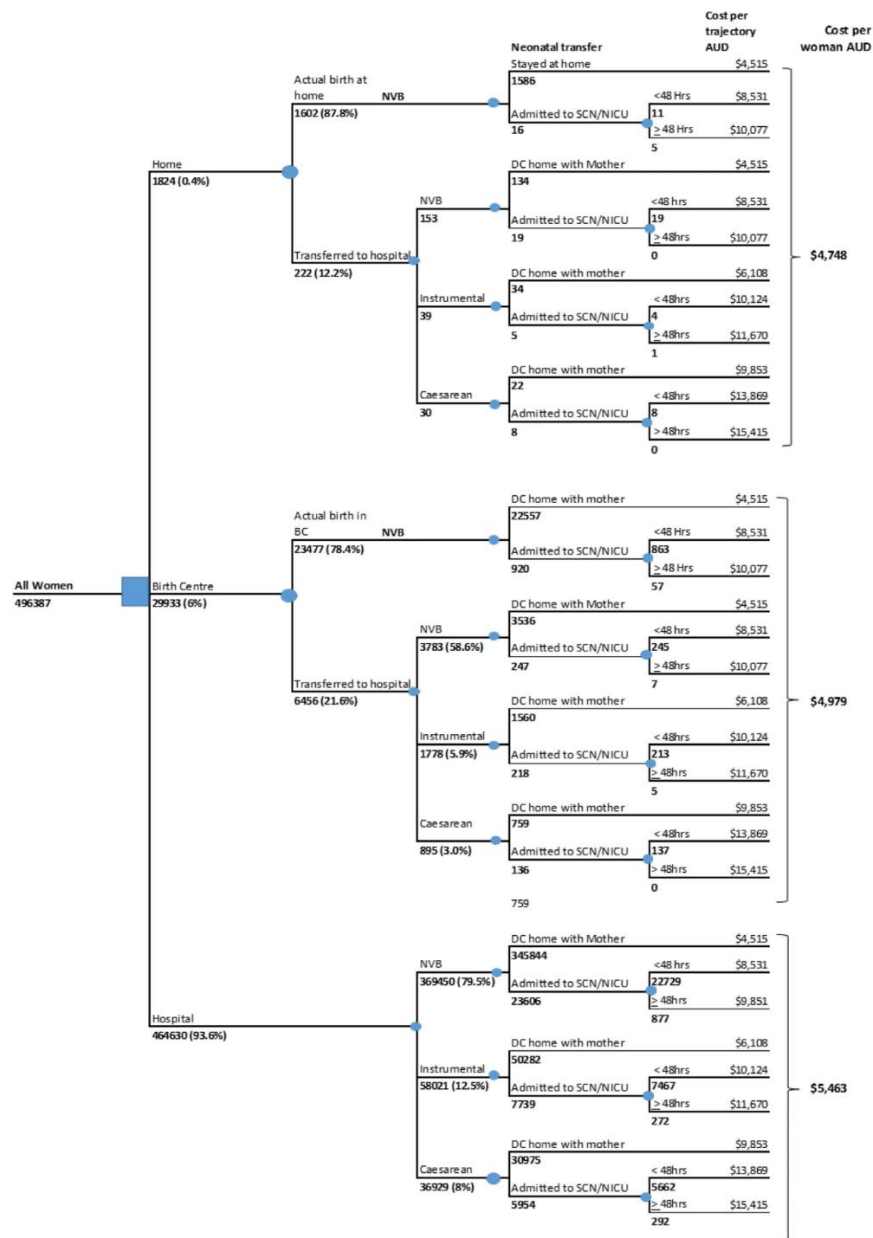 Cost per
trajectory
AUD
Cost per
woman AUD
Neonatal transfer
Stayed at home $4,515
1586
Actual birth at
home NVB
1602 (87.8%)
<48 Hrs $8,531
Admitted to SCN/NICU 11
16 ≥ 48 Hrs $10,077
5
Home
1824 (0.4%)
DC home with Mother $4,515
134
NVB <48 hrs $8,531
153 Admitted to SCN/NICU 19
19 ≥ 48hrs $10,077
0
Transferred to hospital
222 (12.2%)
$4,748
DC home with mother $6,108
34
Instrumental < 48hrs $10,124
39 Admitted to SCN/NICU 4
5 ≥ 48hrs $11,670
1
DC home with mother $9,853
22
Caesarean < 48hrs $13,869
30 Admitted to SCN/NICU 8
8 > 48hrs $15,415
0
DC home with mother $4,515
22557
Actual birth in
BC NVB
23477 (78.4%)
<48 Hrs $8,531
Admitted to SCN/NICU 863
920 > 48 Hrs $10,077
57
All Women
496387
Birth Centre
29933 (6%)
DC home with Mother $4,515
3536
NVB <48 hrs $8,531
3783 (58.6%) Admitted to SCN/NICU 245
247 ≥ 48hrs $10,077
7
Transferred to hospital
6456 (21.6%)
$4,979
DC home with mother $6,108
1560
Instrumental < 48hrs $10,124
1778 (5.9%) Admitted to SCN/NICU 213
218 ≥ 48hrs $11,670
5
DC home with mother $9,853
759
Caesarean < 48hrs $13,869
895 (3.0%) Admitted to SCN/NICU 137
136 > 48hrs $15,415
0
759
DC home with Mother $4,515
345844
NVB <48 hrs $8,531
369450 (79.5%) Admitted to SCN/NICU 22729
23606 ≥ 48hrs $9,851
877
Hospital
464630 (93.6%)
DC home with mother $6,108
50282
Instrumental < 48hrs $10,124
58021 (12.5%) Admitted to SCN/NICU 7467
7739 ≥ 48hrs $11,670
272
$5,463
DC home with mother $9,853
30975
Caesarean < 48hrs $13,869
36929 (8%) Admitted to SCN/NICU 5662
5954 ≥ 48hrs $15,415
292